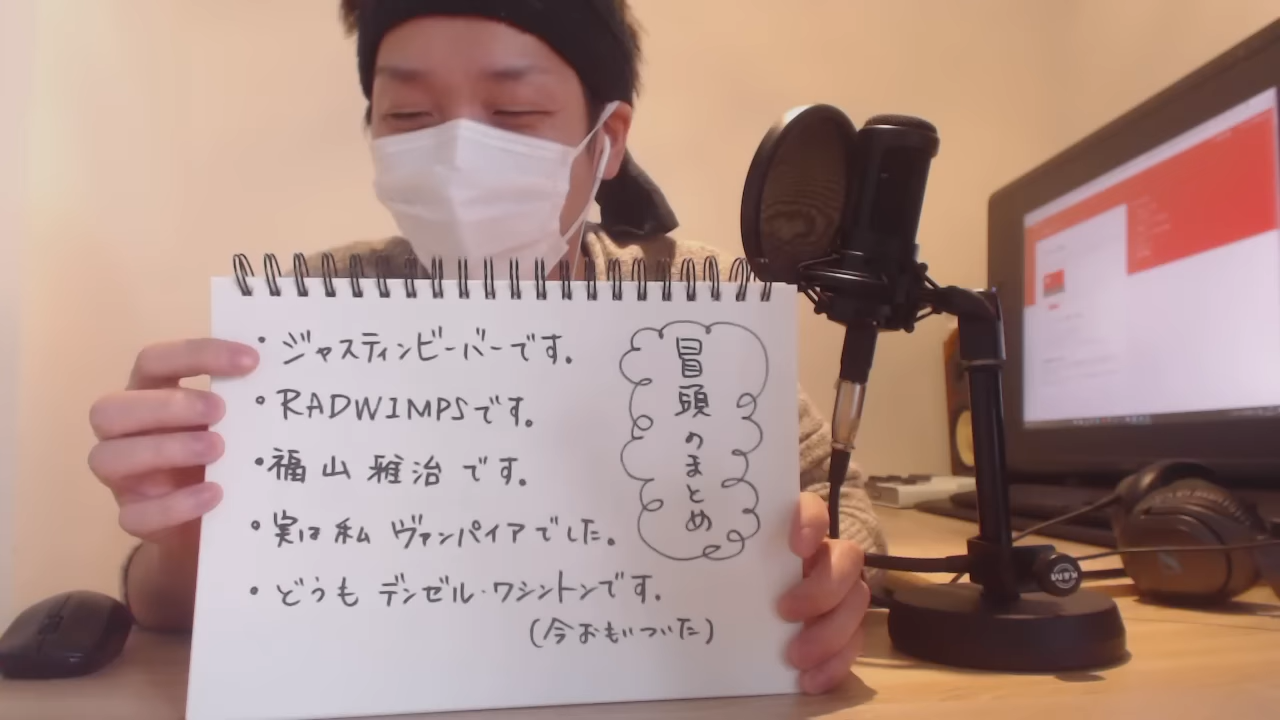 冒頭のまとめ
・ジャスティンビーバーです。
・RADWIMPSです。
・福山雅治です。
・実は私 ヴァンパイアでした。
・どうも デンゼル・ワシントンです。
(今おもいついた)
K&M